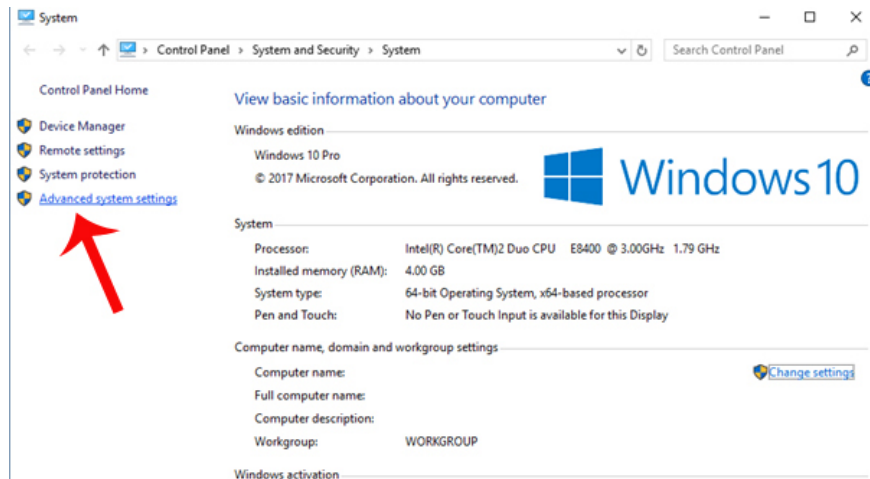 System
Control Panel › System and Security › System
Search Control Panel
Control Panel Home
Device Manager
Remote settings
System protection
Advanced system settings
?
View basic information about your computer
Windows edition
Windows 10 Pro
© 2017 Microsoft Corporation. All rights reserved.
Windows 10
System
Processor: Intel(R) Core(TM)2 Duo CPU E8400 @ 3.00GHz 1.79 GHz
Installed memory (RAM): 4.00 GB
System type: 64-bit Operating System, x64-based processor
Pen and Touch: No Pen or Touch Input is available for this Display
Computer name, domain and workgroup settings
Computer name:
Change settings
Full computer name:
Computer description:
Workgroup: WORKGROUP
Windows activation